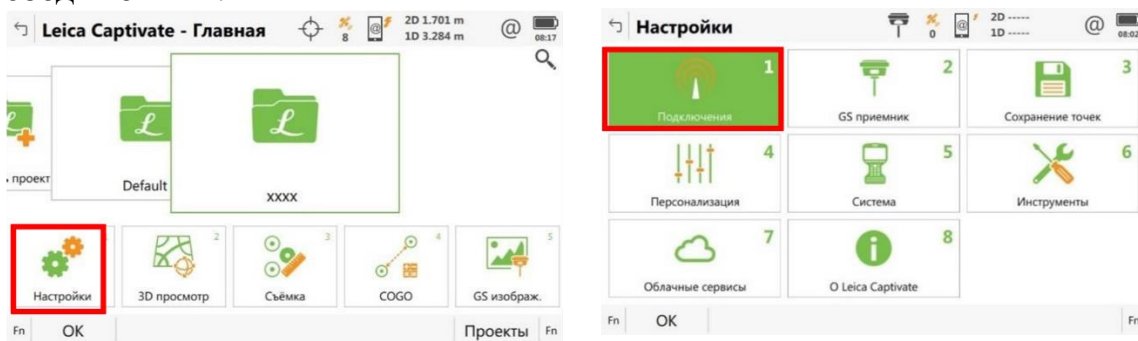 Leica Captivate - Главная
8
@
2D 1.701 m
1D 3.284 m
@
08:17
проект
Default
xxxx
Настройки
2
3D просмотр
3
Съёмка
4
COGO
5
GS изображ.
Fn OK Проекты Fn
Настройки
0
@
2D -----
1D -----
@
08:02
1
Подключения
2
GS приемник
3
Сохранение точек
4
Персонализация
5
Система
6
Инструменты
7
Облачные сервисы
8
О Leica Captivate
Fn OK Fn